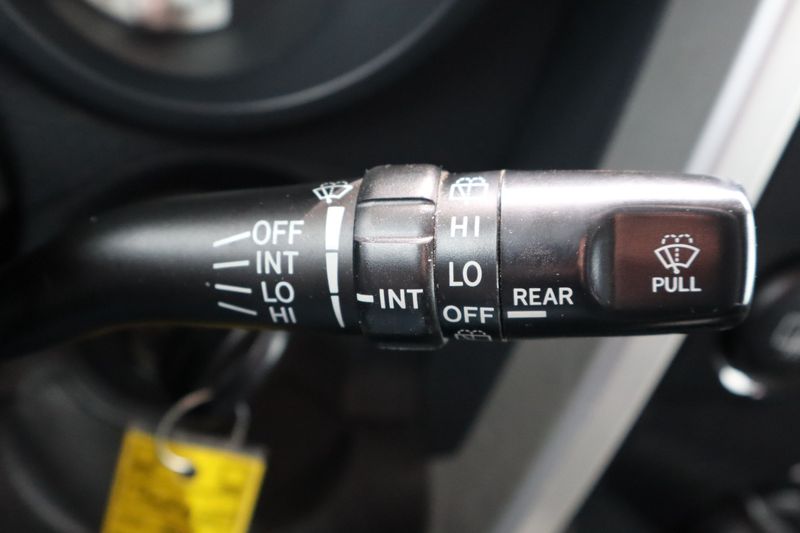 OFF
INT
LO
HI
INT
HI
LO
OFF
REAR
PULL